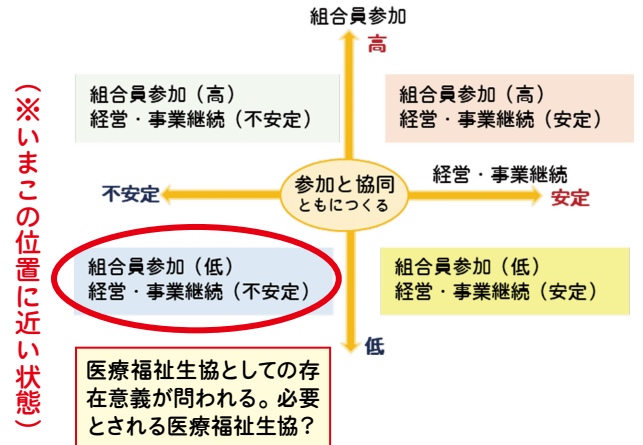 組合員参加
高
組合員参加(高)
経営・事業継続(不安定)
組合員参加(高)
経営・事業継続(安定)
参加と協同
ともにつくる
経営・事業継続
不安定
安定
(※いまこの位置に近い状態)
組合員参加(低)
経営・事業継続(不安定)
組合員参加(低)
経営・事業継続(安定)
低
医療福祉生協としての存
在意義が問われる。必要
とされる医療福祉生協?